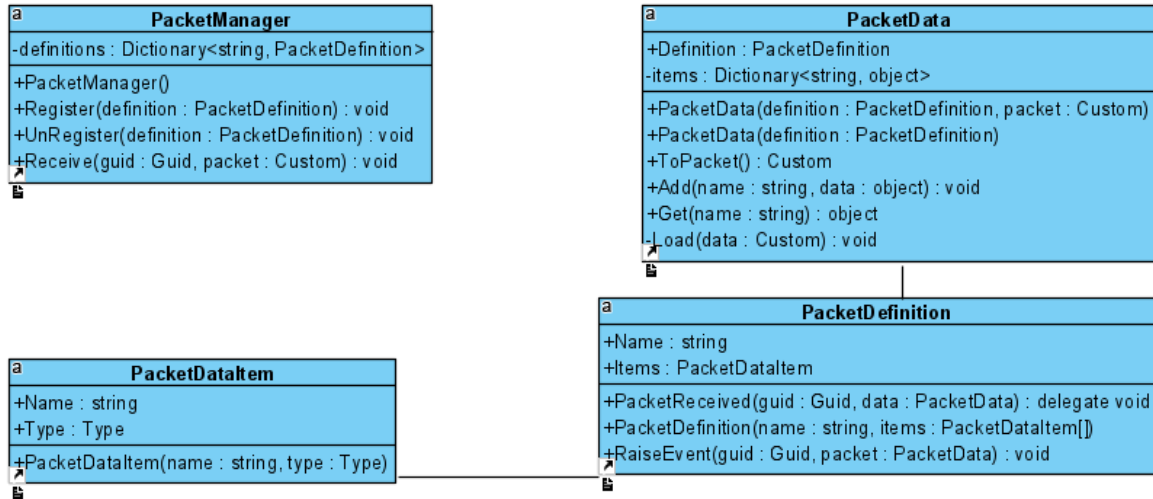 a
PacketManager
-definitions : Dictionary<string, PacketDefinition>
+PacketManager()
+Register(definition : PacketDefinition) : void
+UnRegister(definition : PacketDefinition) : void
+Receive(guid : Guid, packet : Custom) : void
a
PacketData
+Definition : PacketDefinition
-items : Dictionary<string, object>
+PacketData(definition : PacketDefinition, packet : Custom)
+PacketData(definition : PacketDefinition)
+ToPacket() : Custom
+Add(name : string, data : object) : void
+Get(name : string) : object
-Load(data : Custom) : void
a
PacketDefinition
+Name : string
+Items : PacketDataItem
+PacketReceived(guid : Guid, data : PacketData) : delegate void
+PacketDefinition(name : string, items : PacketDataItem[])
+RaiseEvent(guid : Guid, packet : PacketData) : void
a
PacketDataItem
+Name : string
+Type : Type
+PacketDataItem(name : string, type : Type)